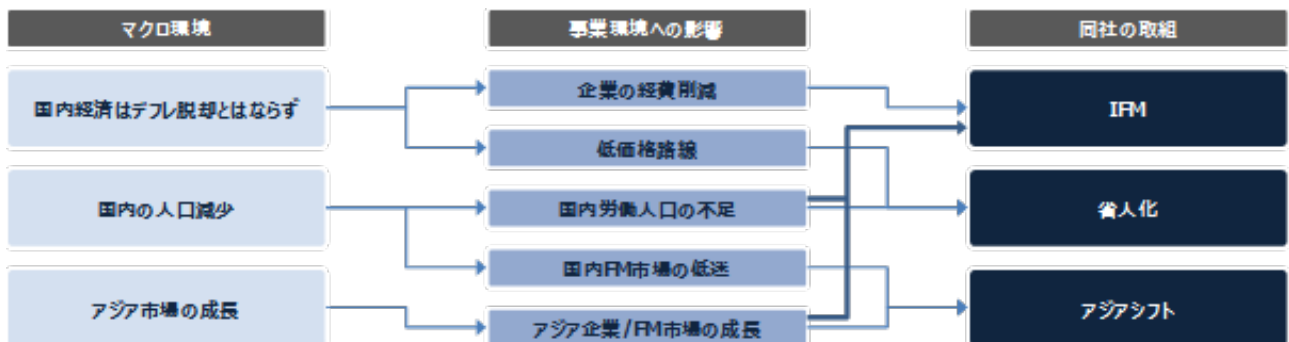 マクロ環境
事業環境への影響
同社の取組
国内経済はデフレ脱却とはならず
企業の経費削減
IFM
低価格路線
国内の人口減少
国内労働人口の不足
省人化
国内FM市場の低迷
アジア市場の成長
アジア企業/FM市場の成長
アジアシフト